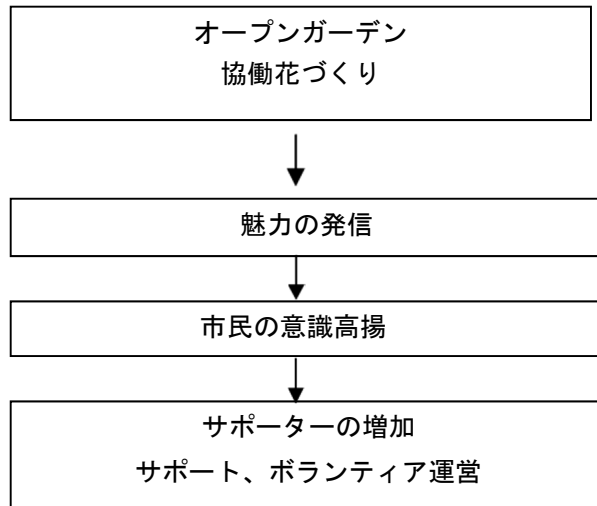 オープンガーデン
協働花づくり
魅力の発信
市民の意識高揚
サポーターの増加
サポート、ボランティア運営